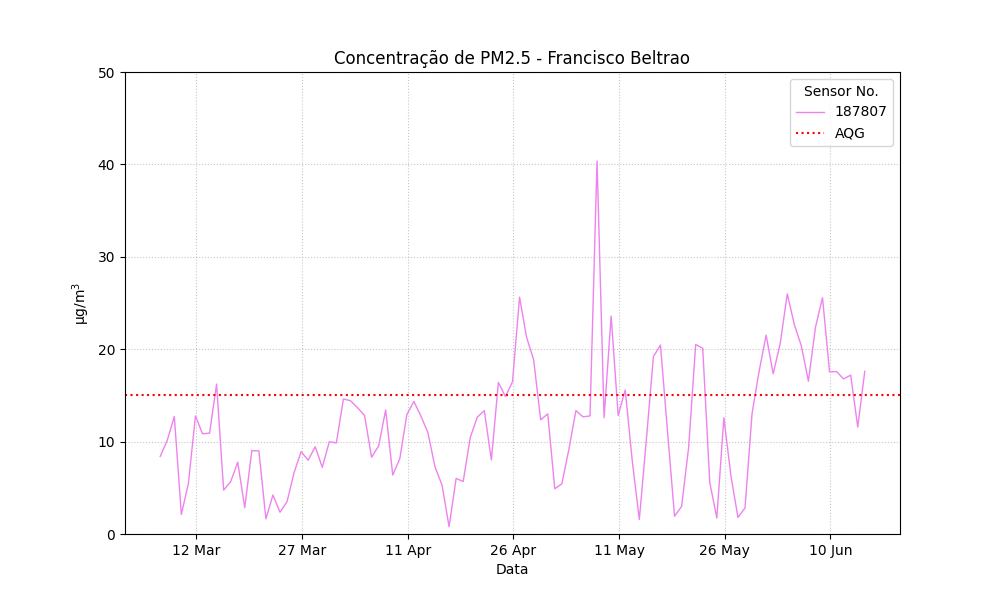 Concentração de PM2.5 - Francisco Beltrao
50
40
30
20
10
0
µg/m³
Sensor No.
187807
AQG
12 Mar
27 Mar
11 Apr
26 Apr
11 May
26 May
10 Jun
Data